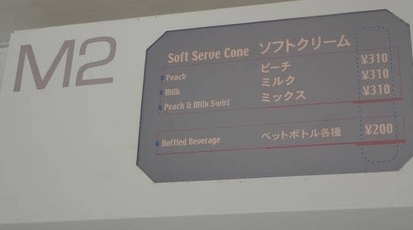 M2
Soft Serve Cone ソフトクリーム
Peach ピーチ ¥310
Milk ミルク ¥310
Peach & Milk Swirl ミックス ¥310
Bottled Beverage ペットボトル各種 ¥200